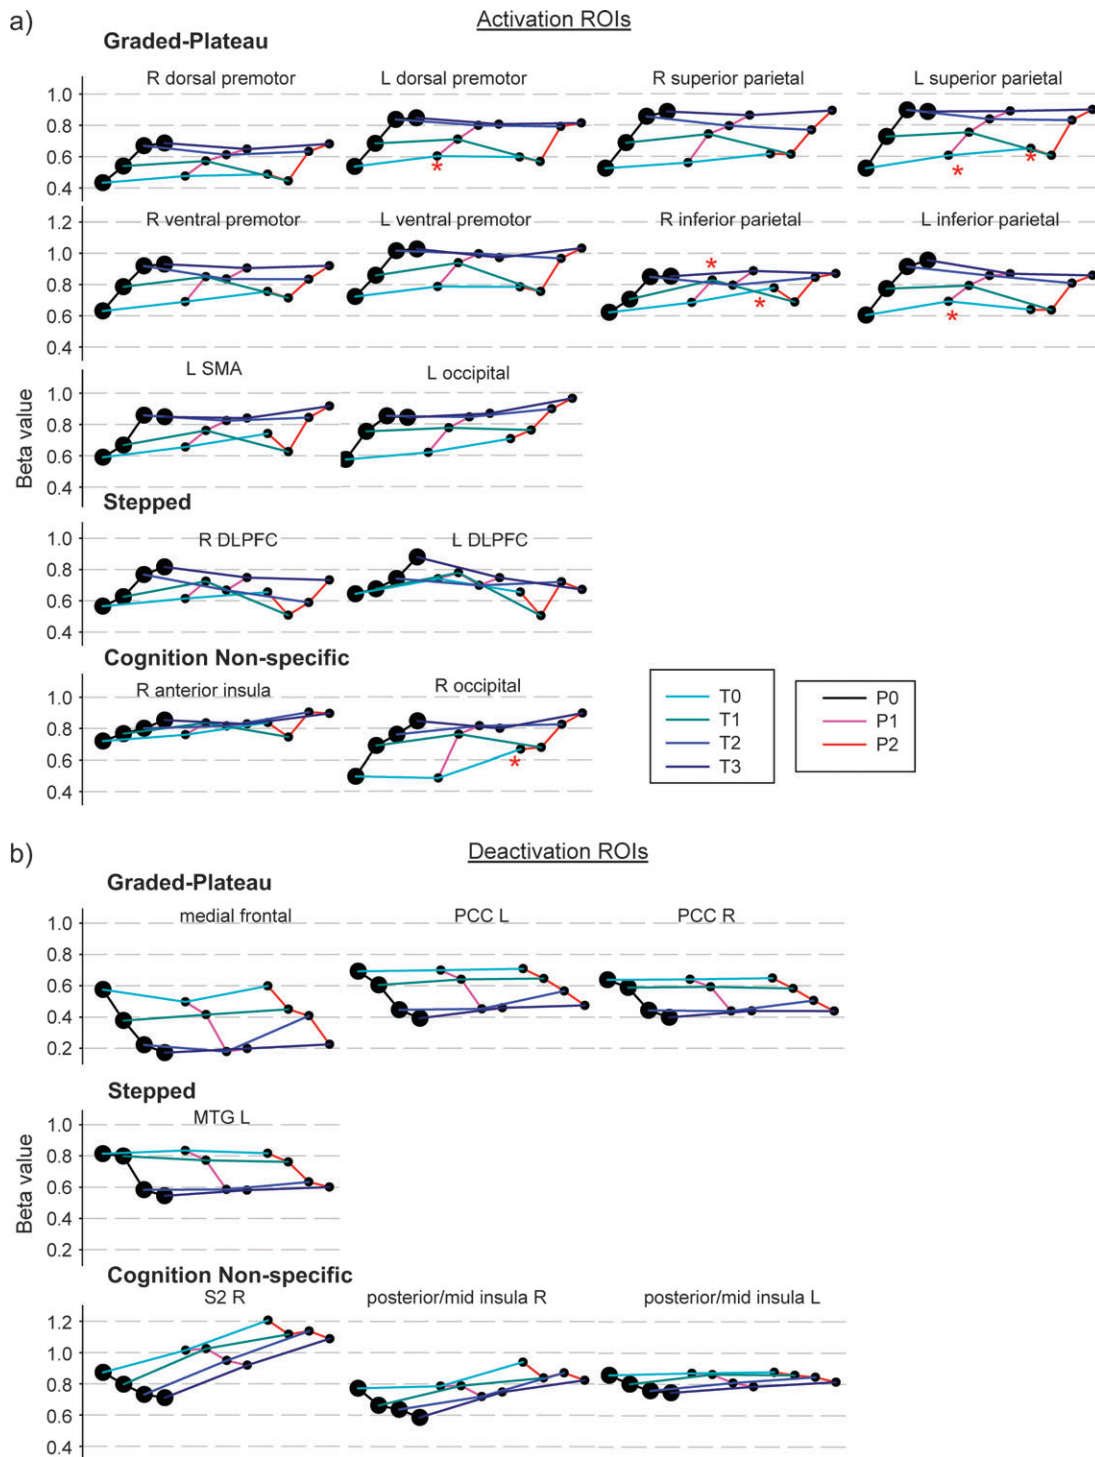 a)
Activation ROIs
Graded-Plateau
R dorsal premotor
L dorsal premotor
R superior parietal
L superior parietal
1.0
0.8
0.6
0.4
R ventral premotor
L ventral premotor
R inferior parietal
L inferior parietal
1.2
1.0
0.8
0.6
0.4
*
*
*
*
*
*
L SMA
L occipital
Beta value
1.0
0.8
0.6
0.4
Stepped
R DLPFC
L DLPFC
1.0
0.8
0.6
0.4
Cognition Non-specific
R anterior insula
R occipital
1.0
0.8
0.6
0.4
*
T0
T1
T2
T3
P0
P1
P2
b)
Deactivation ROIs
Graded-Plateau
medial frontal
PCC L
PCC R
1.0
0.8
0.6
0.4
0.2
Stepped
MTG L
Beta value
1.0
0.8
0.6
0.4
0.2
Cognition Non-specific
S2 R
posterior/mid insula R
posterior/mid insula L
1.2
1.0
0.8
0.6
0.4